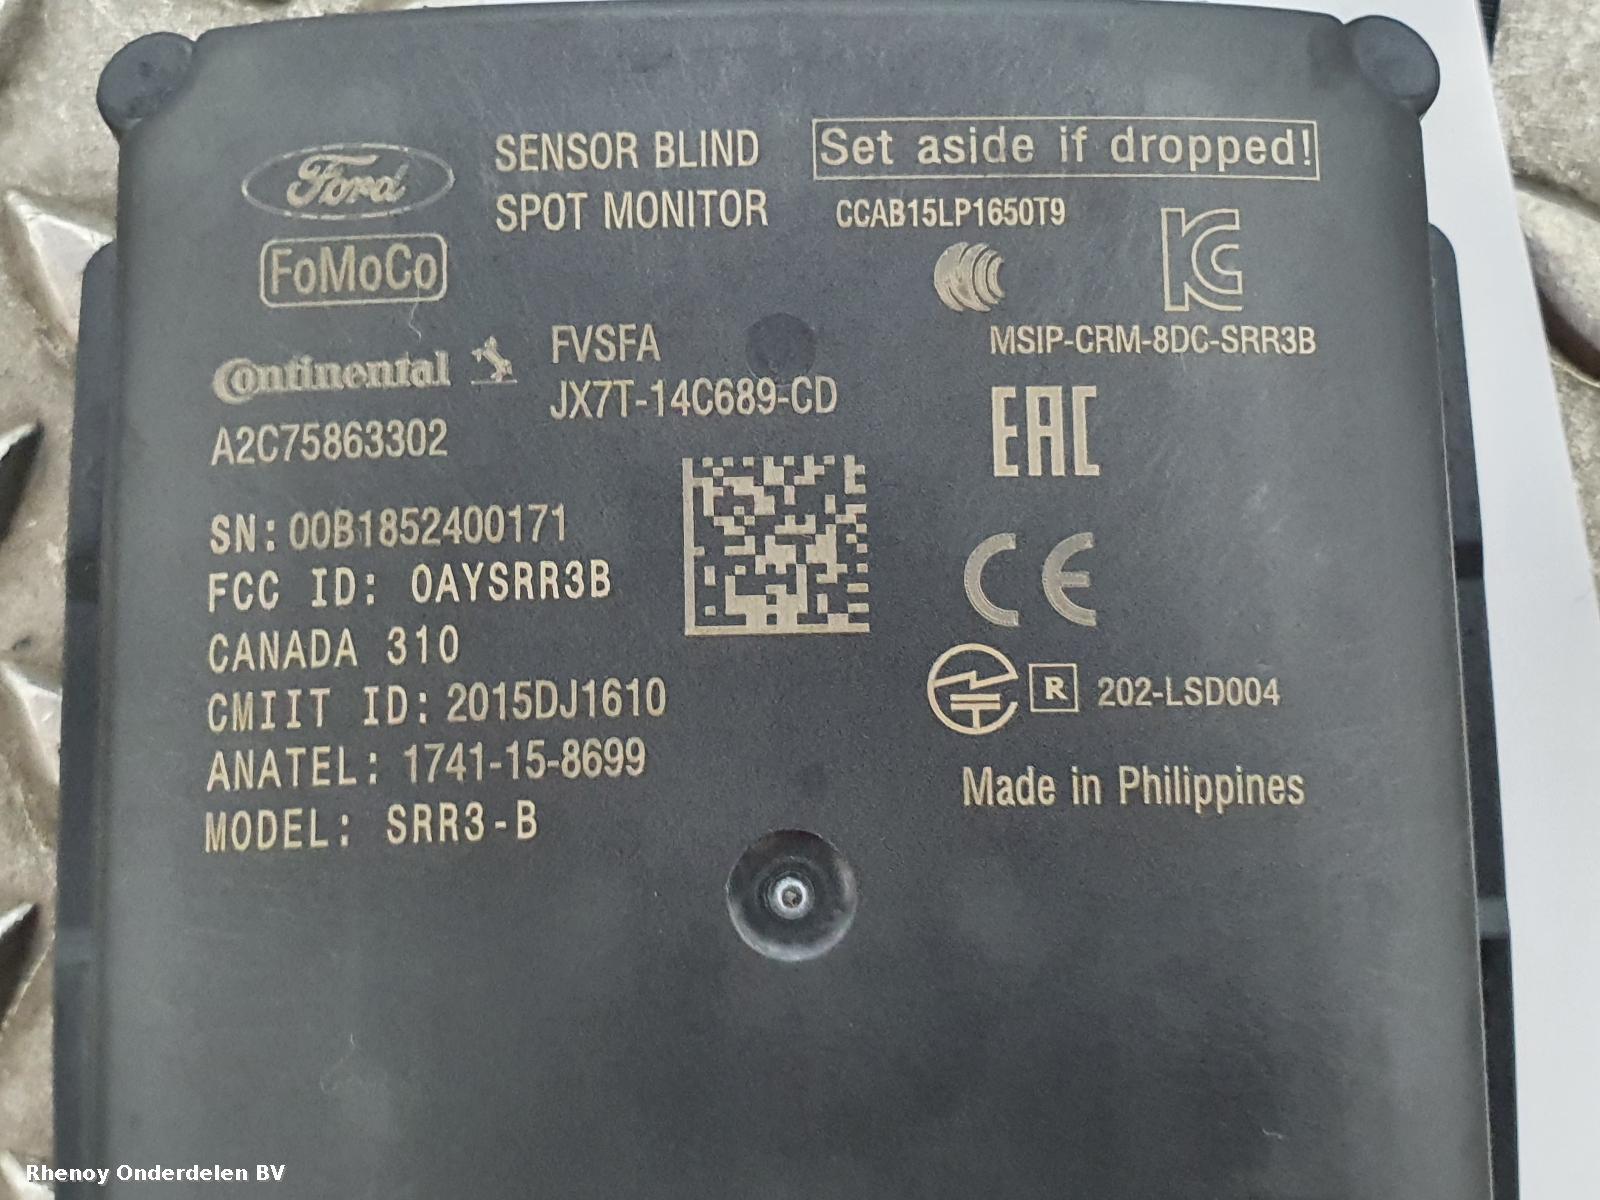 Ford
SENSOR BLIND
SPOT MONITOR
Set aside if dropped!
CCAB15LP1650T9
FoMoCo
MSIP-CRM-8DC-SRR3B
Continental
FVSFA
JX7T-14C689-CD
A2C75863302
EAC
SN: 00B1852400171
FCC ID: OAYSRR3B
CANADA 310
CMIIT ID: 2015DJ1610
ANATEL: 1741-15-8699
MODEL: SRR3-B
CE
R 202-LSD004
Made in Philippines
Rhenoy Onderdelen BV